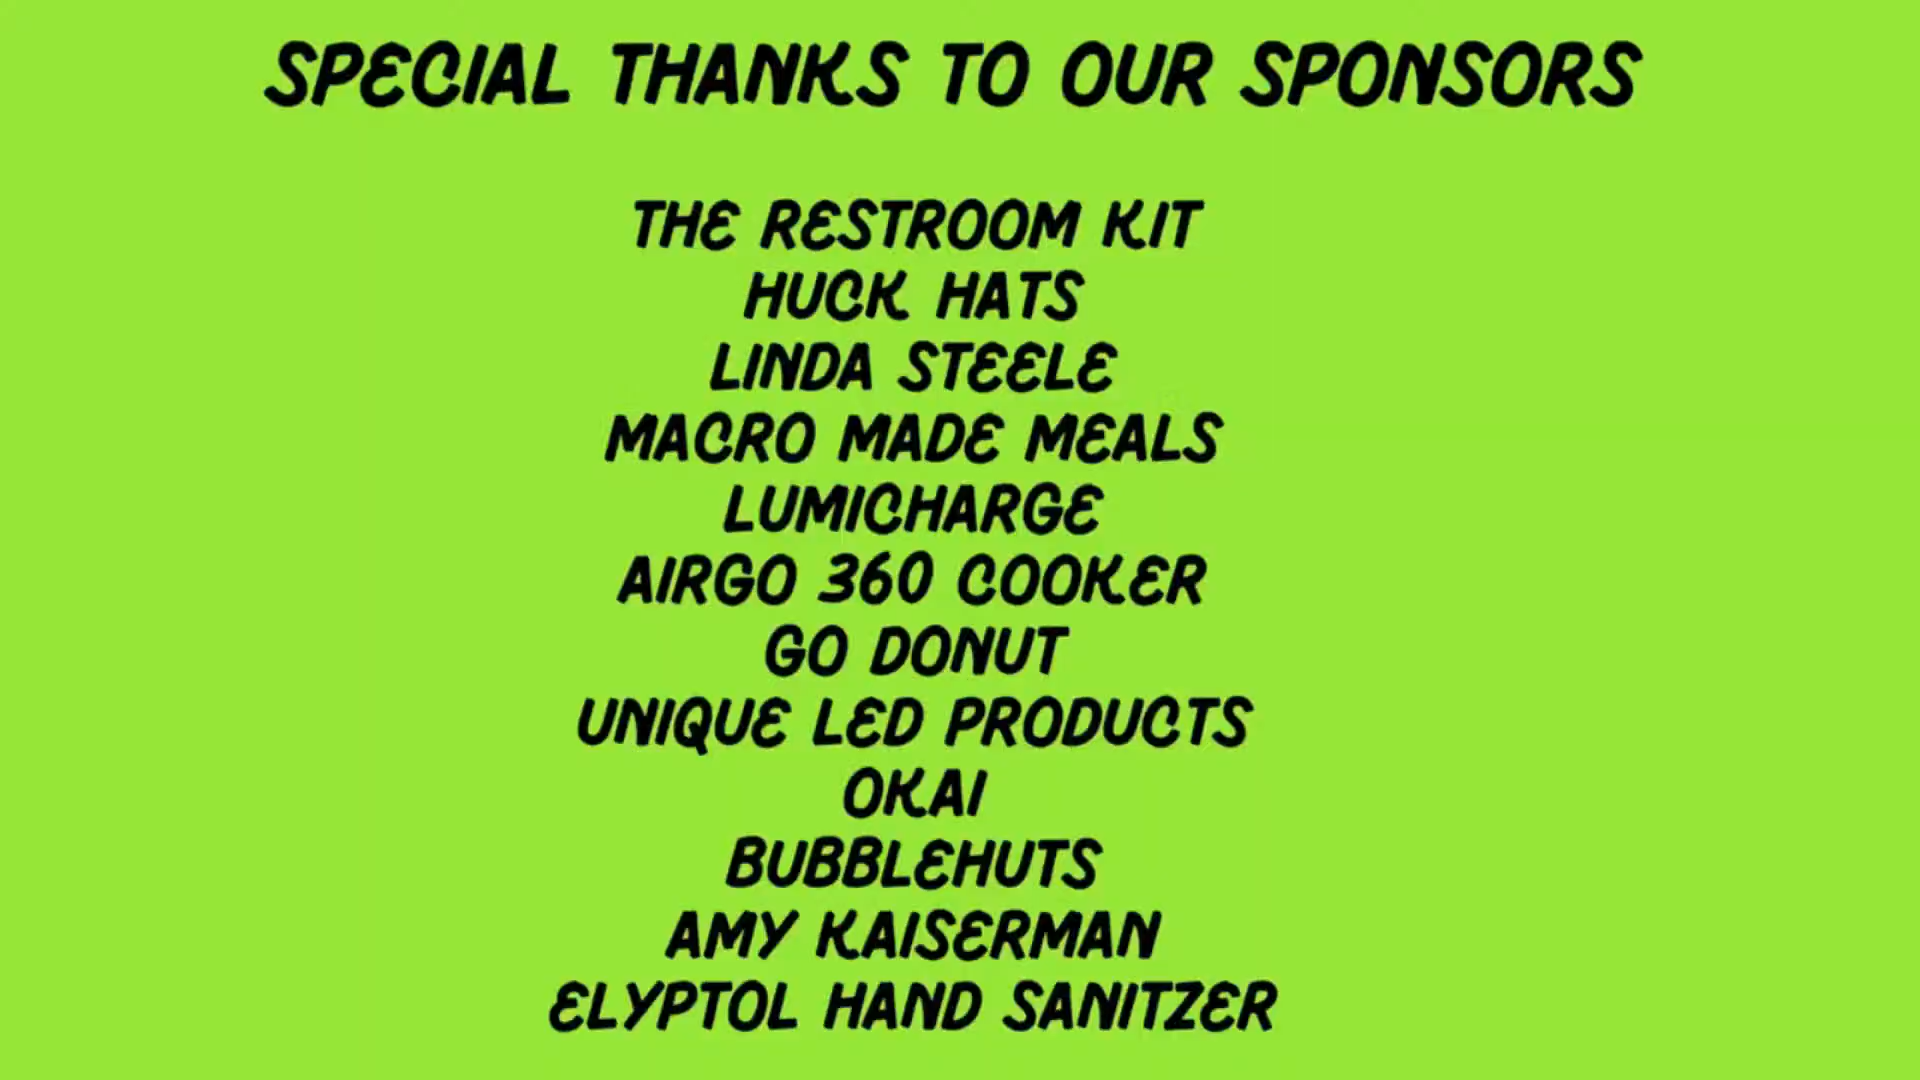 SPECIAL THANKS TO OUR SPONSORS
THE RESTROOM KIT
HUCK HATS
LINDA STEELE
MACRO MADE MEALS
LUMICHARGE
AIRGO 360 COOKER
GO DONUT
UNIQUE LED PRODUCTS
OKAI
BUBBLEHUTS
AMY KAISERMAN
ELYPTOL HAND SANITZER